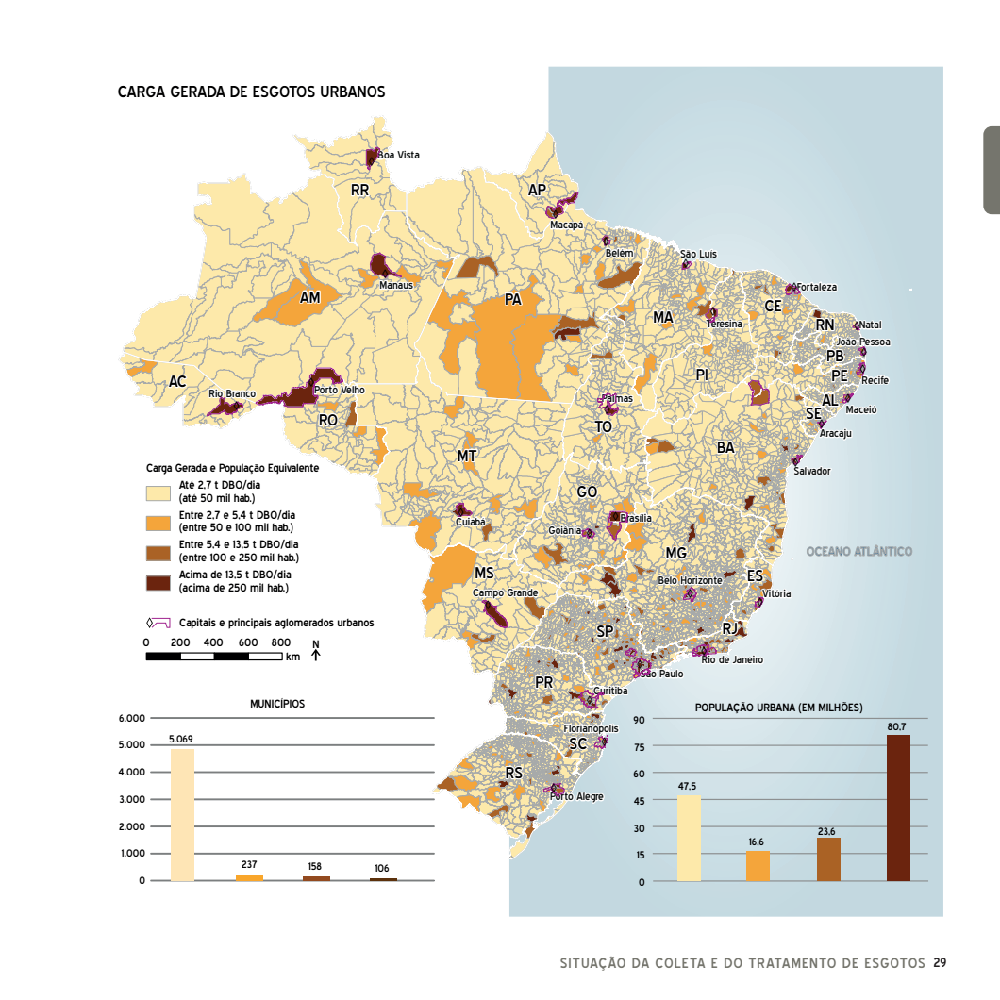 CARGA GERADA DE ESGOTOS URBANOS
Boa Vista
RR
AP
Macapá
Belém
São Luís
Manaus
AM
PA
Fortaleza
CE
MA
Teresina
RN
Natal
João Pessoa
PB
PE
Recife
PI
AC
Rio Branco
Porto Velho
RO
Palmas
TO
AL
Maceió
SE
Aracaju
BA
Salvador
MT
GO
Cuiabá
Goiânia
Brasília
MG
OCEANO ATLÂNTICO
MS
Campo Grande
Belo Horizonte
ES
Vitória
SP
RJ
Rio de Janeiro
São Paulo
PR
Curitiba
Florianópolis
SC
RS
Porto Alegre
Carga Gerada e População Equivalente
Até 2,7 t DBO/dia
(até 50 mil hab.)
Entre 2,7 e 5,4 t DBO/dia
(entre 50 e 100 mil hab.)
Entre 5,4 e 13,5 t DBO/dia
(entre 100 e 250 mil hab.)
Acima de 13,5 t DBO/dia
(acima de 250 mil hab.)
Capitais e principais aglomerados urbanos
0 200 400 600 800 km
N
MUNICÍPIOS
6.000
5.000
4.000
3.000
2.000
1.000
0
5.069
237
158
106
POPULAÇÃO URBANA (EM MILHÕES)
90
75
60
45
30
15
0
47,5
16,6
23,6
80,7
SITUAÇÃO DA COLETA E DO TRATAMENTO DE ESGOTOS 29